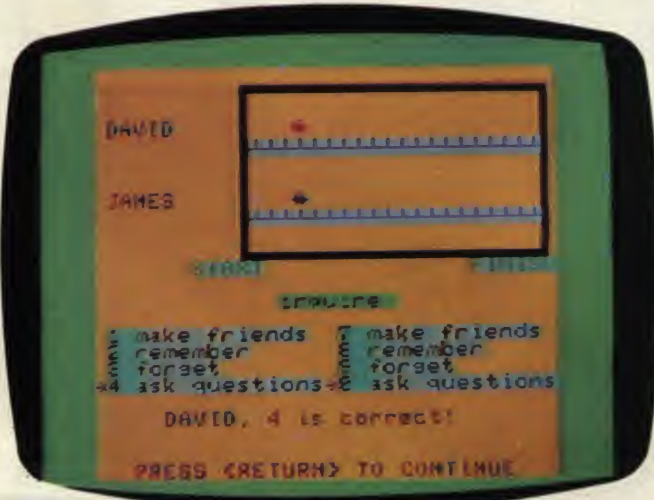 DAVID
JAMES
START FINISH
inquire
make friends make friends
remember remember
forget forget
→4 ask questions ask questions
DAVID, 4 is correct!
PRESS <RETURN> TO CONTINUE